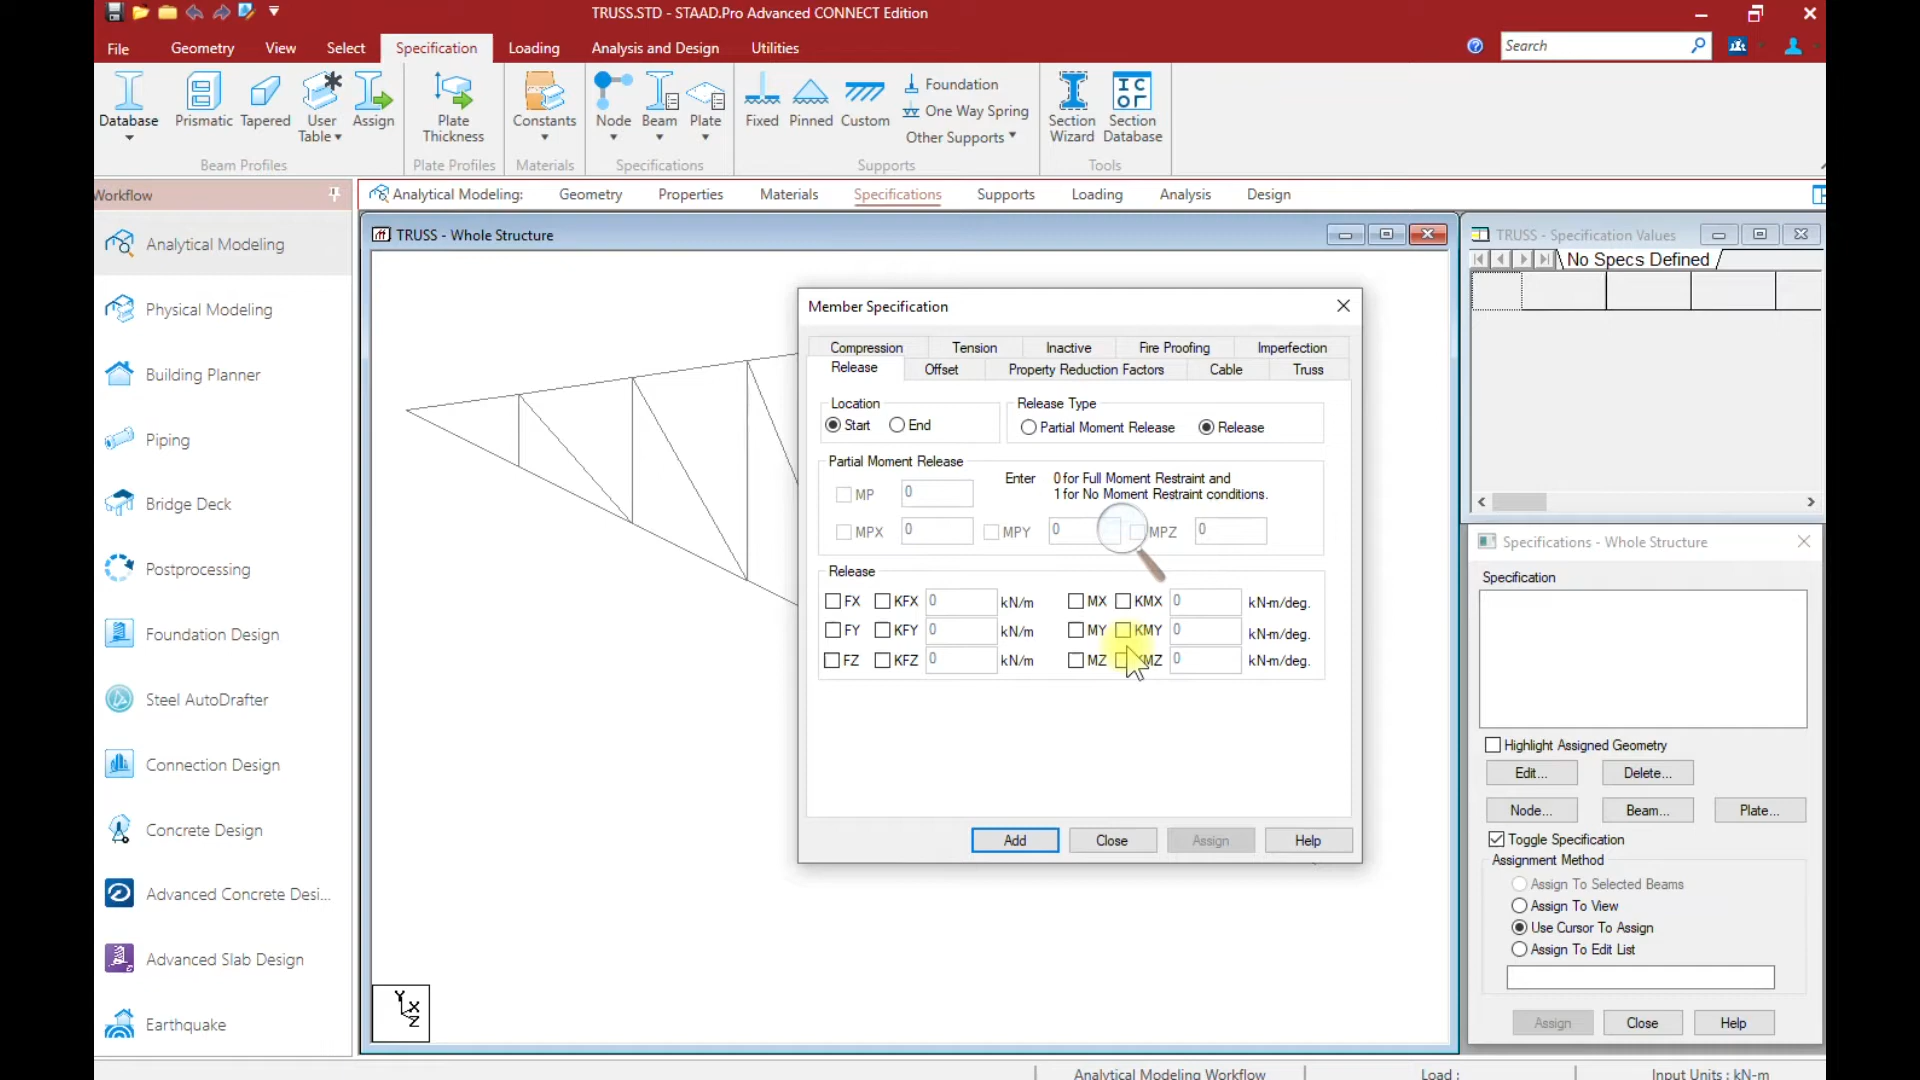 TRUSS.STD - STAAD.Pro Advanced CONNECT Edition
File Geometry View Select Specification Loading Analysis and Design Utilities Search
Database Prismatic Tapered User Table Assign Plate Thickness Constants Node Beam Plate Fixed Pinned Custom Foundation One Way Spring Other Supports Section Wizard Section Database
Beam Profiles Plate Profiles Materials Specifications Supports Tools
Workflow
Analytical Modeling: Geometry Properties Materials Specifications Supports Loading Analysis Design
Analytical Modeling
Physical Modeling
Building Planner
Piping
Bridge Deck
Postprocessing
Foundation Design
Steel AutoDrafter
Connection Design
Concrete Design
Advanced Concrete Desi...
Advanced Slab Design
Earthquake
TRUSS - Whole Structure
Y
X
Z
Member Specification
Compression Tension Inactive Fire Proofing Imperfection
Release Offset Property Reduction Factors Cable Truss
Location
Start End
Release Type
Partial Moment Release Release
Partial Moment Release
Enter 0 for Full Moment Restraint and
1 for No Moment Restraint conditions.
MP 0
MPX 0 MPY 0 MPZ 0
Release
FX KFX 0 kN/m MX KMX 0 kN-m/deg.
FY KFY 0 kN/m MY KMY 0 kN-m/deg.
FZ KFZ 0 kN/m MZ KMZ 0 kN-m/deg.
Add Close Assign Help
TRUSS - Specification Values
No Specs Defined
Specifications - Whole Structure
Specification
Highlight Assigned Geometry
Edit... Delete...
Node... Beam... Plate...
Toggle Specification
Assignment Method
Assign To Selected Beams
Assign To View
Use Cursor To Assign
Assign To Edit List
Assign Close Help
Analytical Modeling Workflow Load : Input Units : kN-m